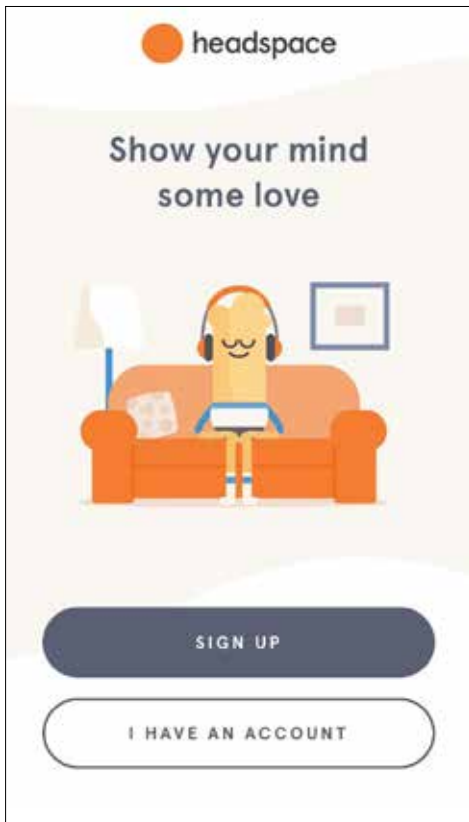 headspace
Show your mind
some love
SIGN UP
I HAVE AN ACCOUNT